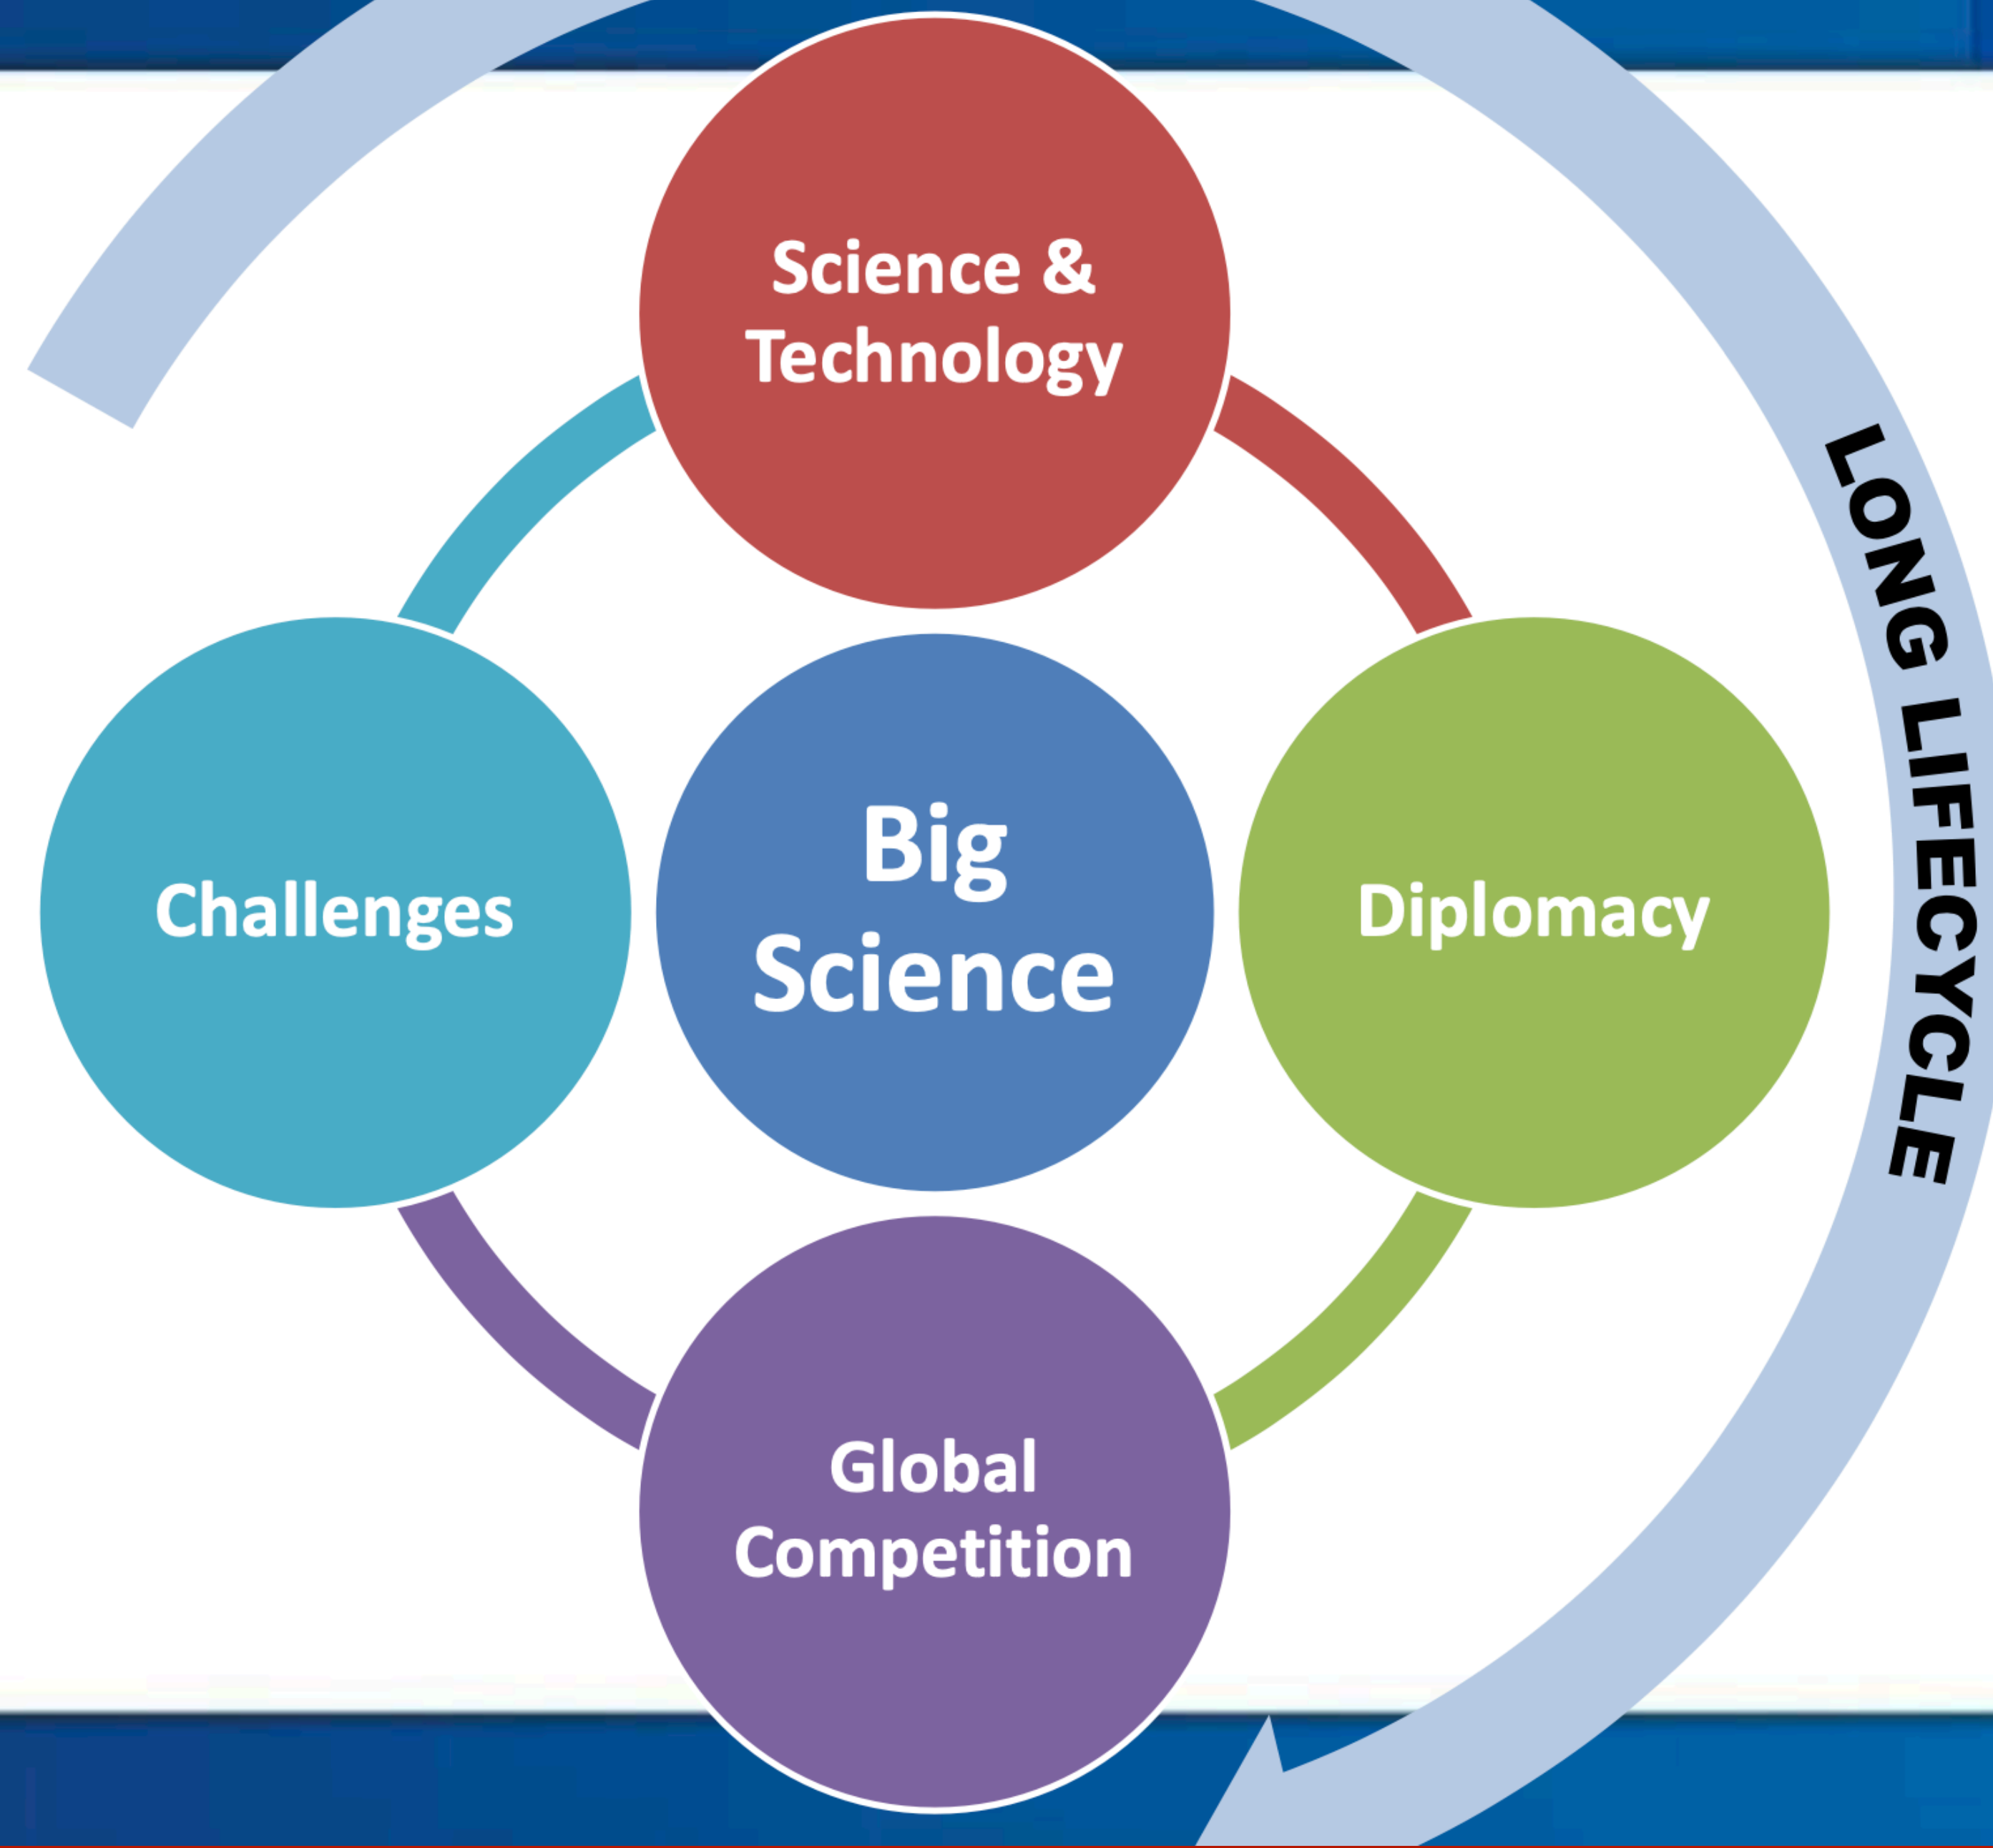 Science &
Technology
Challenges
Big
Science
Diplomacy
Global
Competition
LONG LIFECYCLE